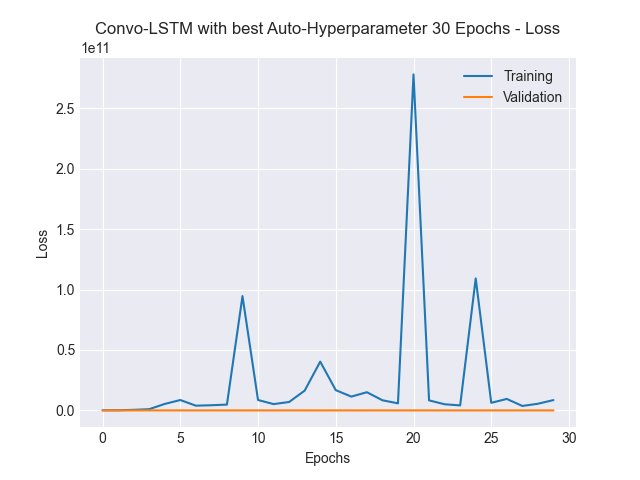 Convo-LSTM with best Auto-Hyperparameter 30 Epochs - Loss
1e11
Training
Validation
2.5
2.0
1.5
1.0
0.5
0.0
Loss
0 5 10 15 20 25 30
Epochs